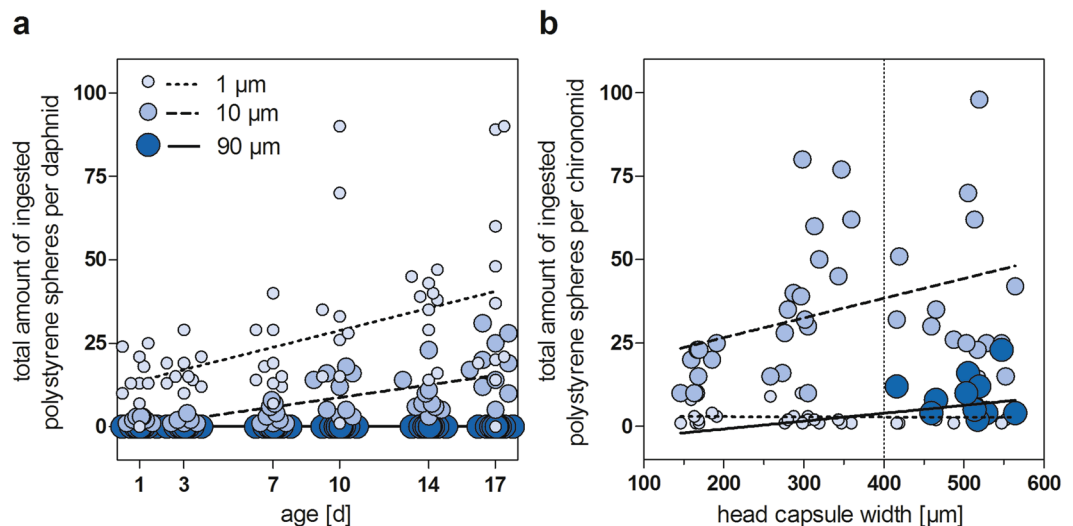 a
total amount of ingested
polystyrene spheres per daphnid
100
75
50
25
0
1 µm
10 µm
90 µm
1 3 7 10 14 17
age [d]
b
total amount of ingested
polystyrene spheres per chironomid
100
75
50
25
0
100 200 300 400 500 600
head capsule width [µm]